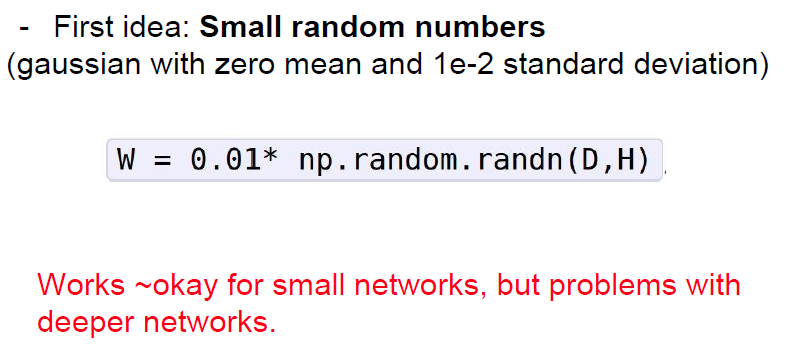 - First idea: Small random numbers
(gaussian with zero mean and 1e-2 standard deviation)
W = 0.01* np.random.randn(D,H)
Works ~okay for small networks, but problems with
deeper networks.